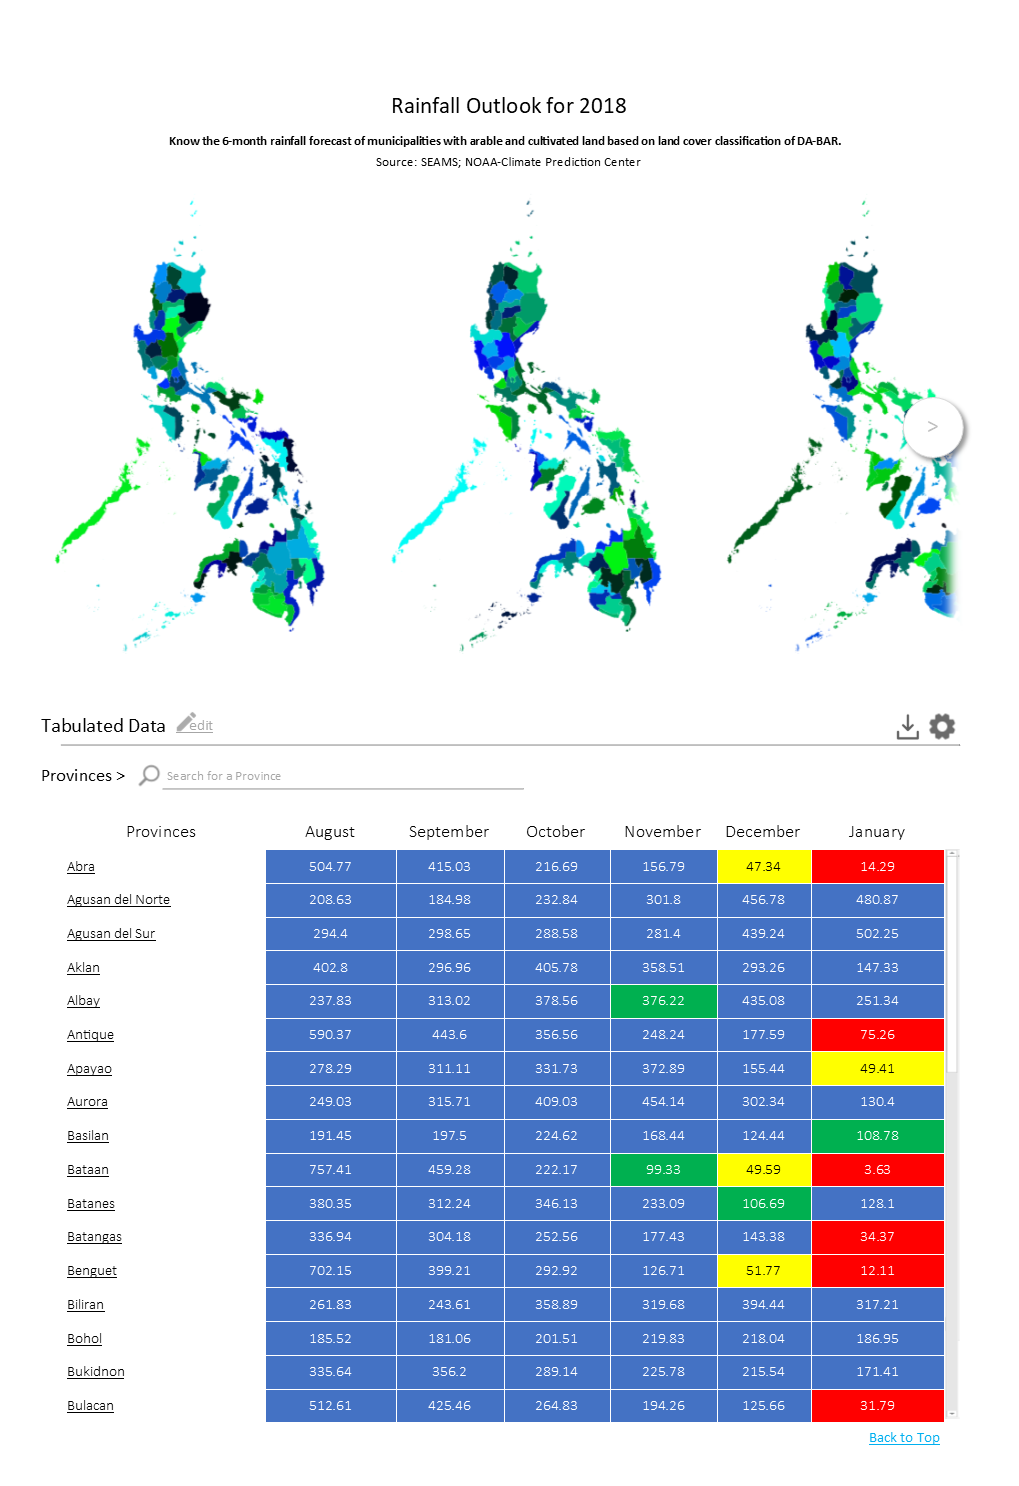 Rainfall Outlook for 2018
Know the 6-month rainfall forecast of municipalities with arable and cultivated land based on land cover classification of DA-BAR.
Source: SEAMS; NOAA-Climate Prediction Center
>
Tabulated Data edit
Provinces > Search for a Province
Provinces August September October November December January
Abra 504.77 415.03 216.69 156.79 47.34 14.29
Agusan del Norte 208.63 184.98 232.84 301.8 456.78 480.87
Agusan del Sur 294.4 298.65 288.58 281.4 439.24 502.25
Aklan 402.8 296.96 405.78 358.51 293.26 147.33
Albay 237.83 313.02 378.56 376.22 435.08 251.34
Antique 590.37 443.6 356.56 248.24 177.59 75.26
Apayao 278.29 311.11 331.73 372.89 155.44 49.41
Aurora 249.03 315.71 409.03 454.14 302.34 130.4
Basilan 191.45 197.5 224.62 168.44 124.44 108.78
Bataan 757.41 459.28 222.17 99.33 49.59 3.63
Batanes 380.35 312.24 346.13 233.09 106.69 128.1
Batangas 336.94 304.18 252.56 177.43 143.38 34.37
Benguet 702.15 399.21 292.92 126.71 51.77 12.11
Biliran 261.83 243.61 358.89 319.68 394.44 317.21
Bohol 185.52 181.06 201.51 219.83 218.04 186.95
Bukidnon 335.64 356.2 289.14 225.78 215.54 171.41
Bulacan 512.61 425.46 264.83 194.26 125.66 31.79
Back to Top